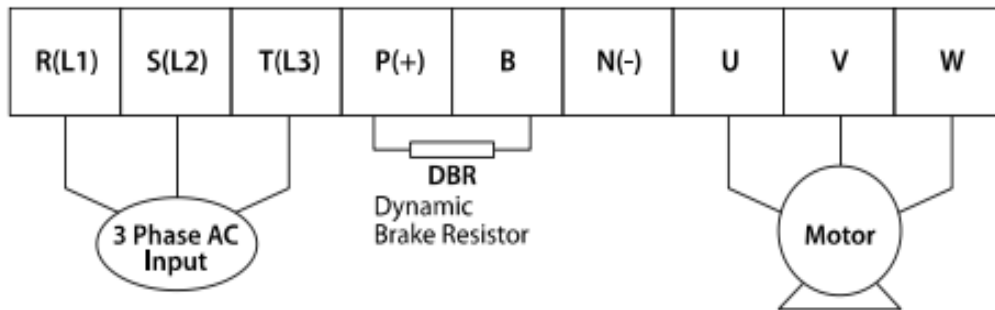 R(L1) S(L2) T(L3) P(+) B N(-) U V W
DBR
Dynamic
Brake Resistor
3 Phase AC
Input
Motor